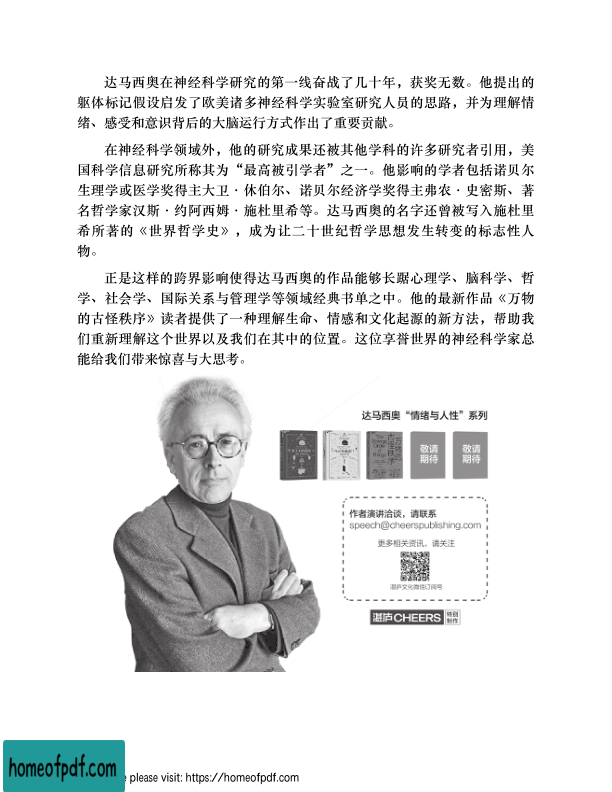 达马西奥在神经科学研究的第一线奋战了几十年，获奖无数。他提出的
躯体标记假设启发了欧美诸多神经科学实验室研究人员的思路，并为理解情
绪、感受和意识背后的大脑运行方式作出了重要贡献。
在神经科学领域外，他的研究成果还被其他学科的许多研究者引用，美
国科学信息研究所称其为“最高被引学者”之一。他影响的学者包括诺贝尔
生理学或医学奖得主大卫·休伯尔、诺贝尔经济学奖得主弗农·史密斯、著
名哲学家汉斯·约阿西姆·施杜里希等。达马西奥的名字还曾被写入施杜里
希所著的《世界哲学史》，成为让二十世纪哲学思想发生转变的标志性人
物。
正是这样的跨界影响使得达马西奥的作品能够长踞心理学、脑科学、哲
学、社会学、国际关系与管理学等领域经典书单之中。他的最新作品《万物
的古怪秩序》读者提供了一种理解生命、情感和文化起源的新方法，帮助我
们重新理解这个世界以及我们在其中的位置。这位享誉世界的神经科学家总
能给我们带来惊喜与大思考。
达马西奥“情绪与人性”系列
敬请
期待
敬请
期待
作者演讲洽谈，请联系
speech@cheerspublishing.com
更多相关资讯，请关注
湛庐文化微信订阅号
湛庐CHEERS 特别
制作
homeofpdf.com
e please visit: https://homeofpdf.com